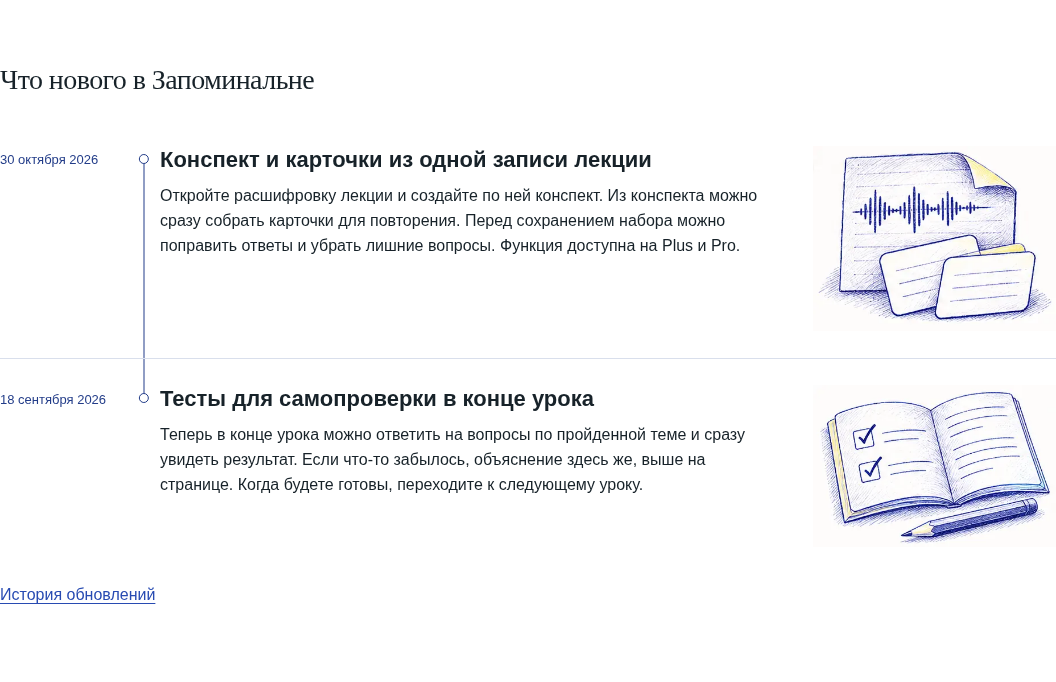 Что нового в Запоминальне
30 октября 2026
Конспект и карточки из одной записи лекции
Откройте расшифровку лекции и создайте по ней конспект. Из конспекта можно
сразу собрать карточки для повторения. Перед сохранением набора можно
поправить ответы и убрать лишние вопросы. Функция доступна на Plus и Pro.
18 сентября 2026
Тесты для самопроверки в конце урока
Теперь в конце урока можно ответить на вопросы по пройденной теме и сразу
увидеть результат. Если что-то забылось, объяснение здесь же, выше на
странице. Когда будете готовы, переходите к следующему уроку.
История обновлений